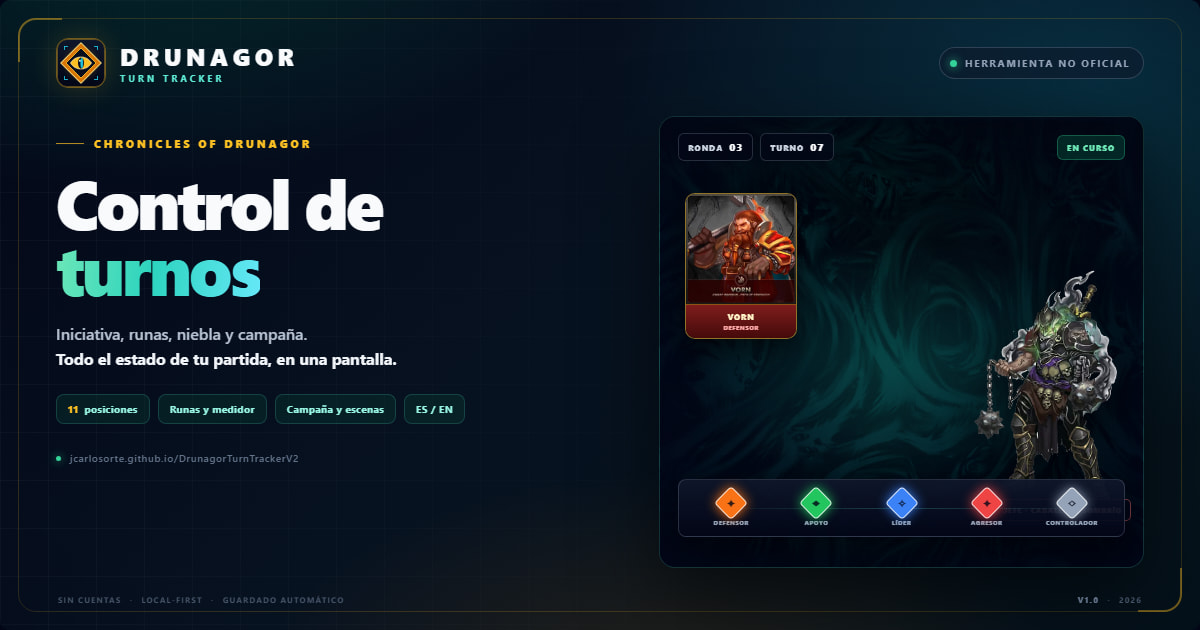 DRUNAGOR
TURN TRACKER
HERRAMIENTA NO OFICIAL
CHRONICLES OF DRUNAGOR
Control de
turnos
Iniciativa, runas, niebla y campaña.
Todo el estado de tu partida, en una pantalla.
11 posiciones
Runas y medidor
Campaña y escenas
ES / EN
jcarlosorte.github.io/DrunagorTurnTrackerV2
RONDA 03
TURNO 07
EN CURSO
VORN
VORN
DEFENSOR
DEFENSOR
APOYO
LÍDER
AGRESOR
CONTROLADOR
SIN CUENTAS · LOCAL-FIRST · GUARDADO AUTOMÁTICO
V1.0 · 2026